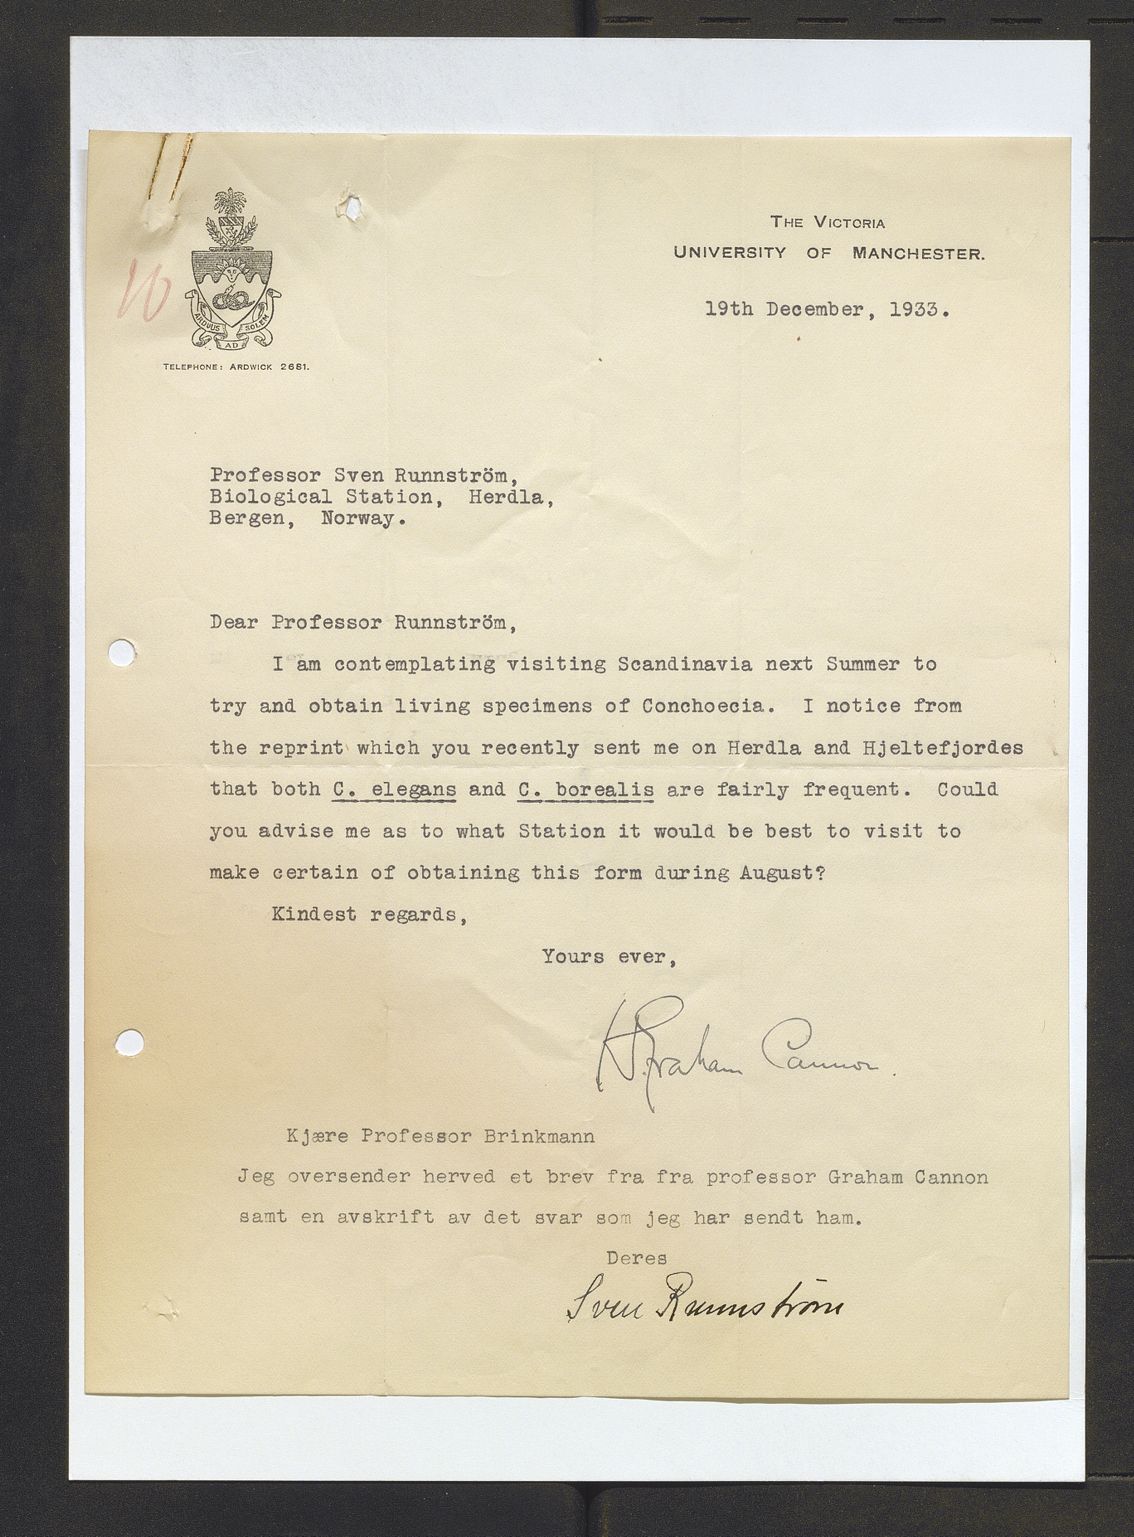 THE VICTORIA
UNIVERSITY OF MANCHESTER.
19th December, 1933.
10
ARDUUS AD SOLEM
TELEPHONE: ARDWICK 2681.
Professor Sven Runnström,
Biological Station, Herdla,
Bergen, Norway.
Dear Professor Runnström,
I am contemplating visiting Scandinavia next Summer to
try and obtain living specimens of Conchoecia. I notice from
the reprint which you recently sent me on Herdla and Hjeltefjordes
that both C. elegans and C. borealis are fairly frequent. Could
you advise me as to what Station it would be best to visit to
make certain of obtaining this form during August?
Kindest regards,
Yours ever,
H. Graham Cannon.
Kjære Professor Brinkmann
Jeg oversender herved et brev fra fra professor Graham Cannon
samt en avskrift av det svar som jeg har sendt ham.
Deres
Sven Runnström